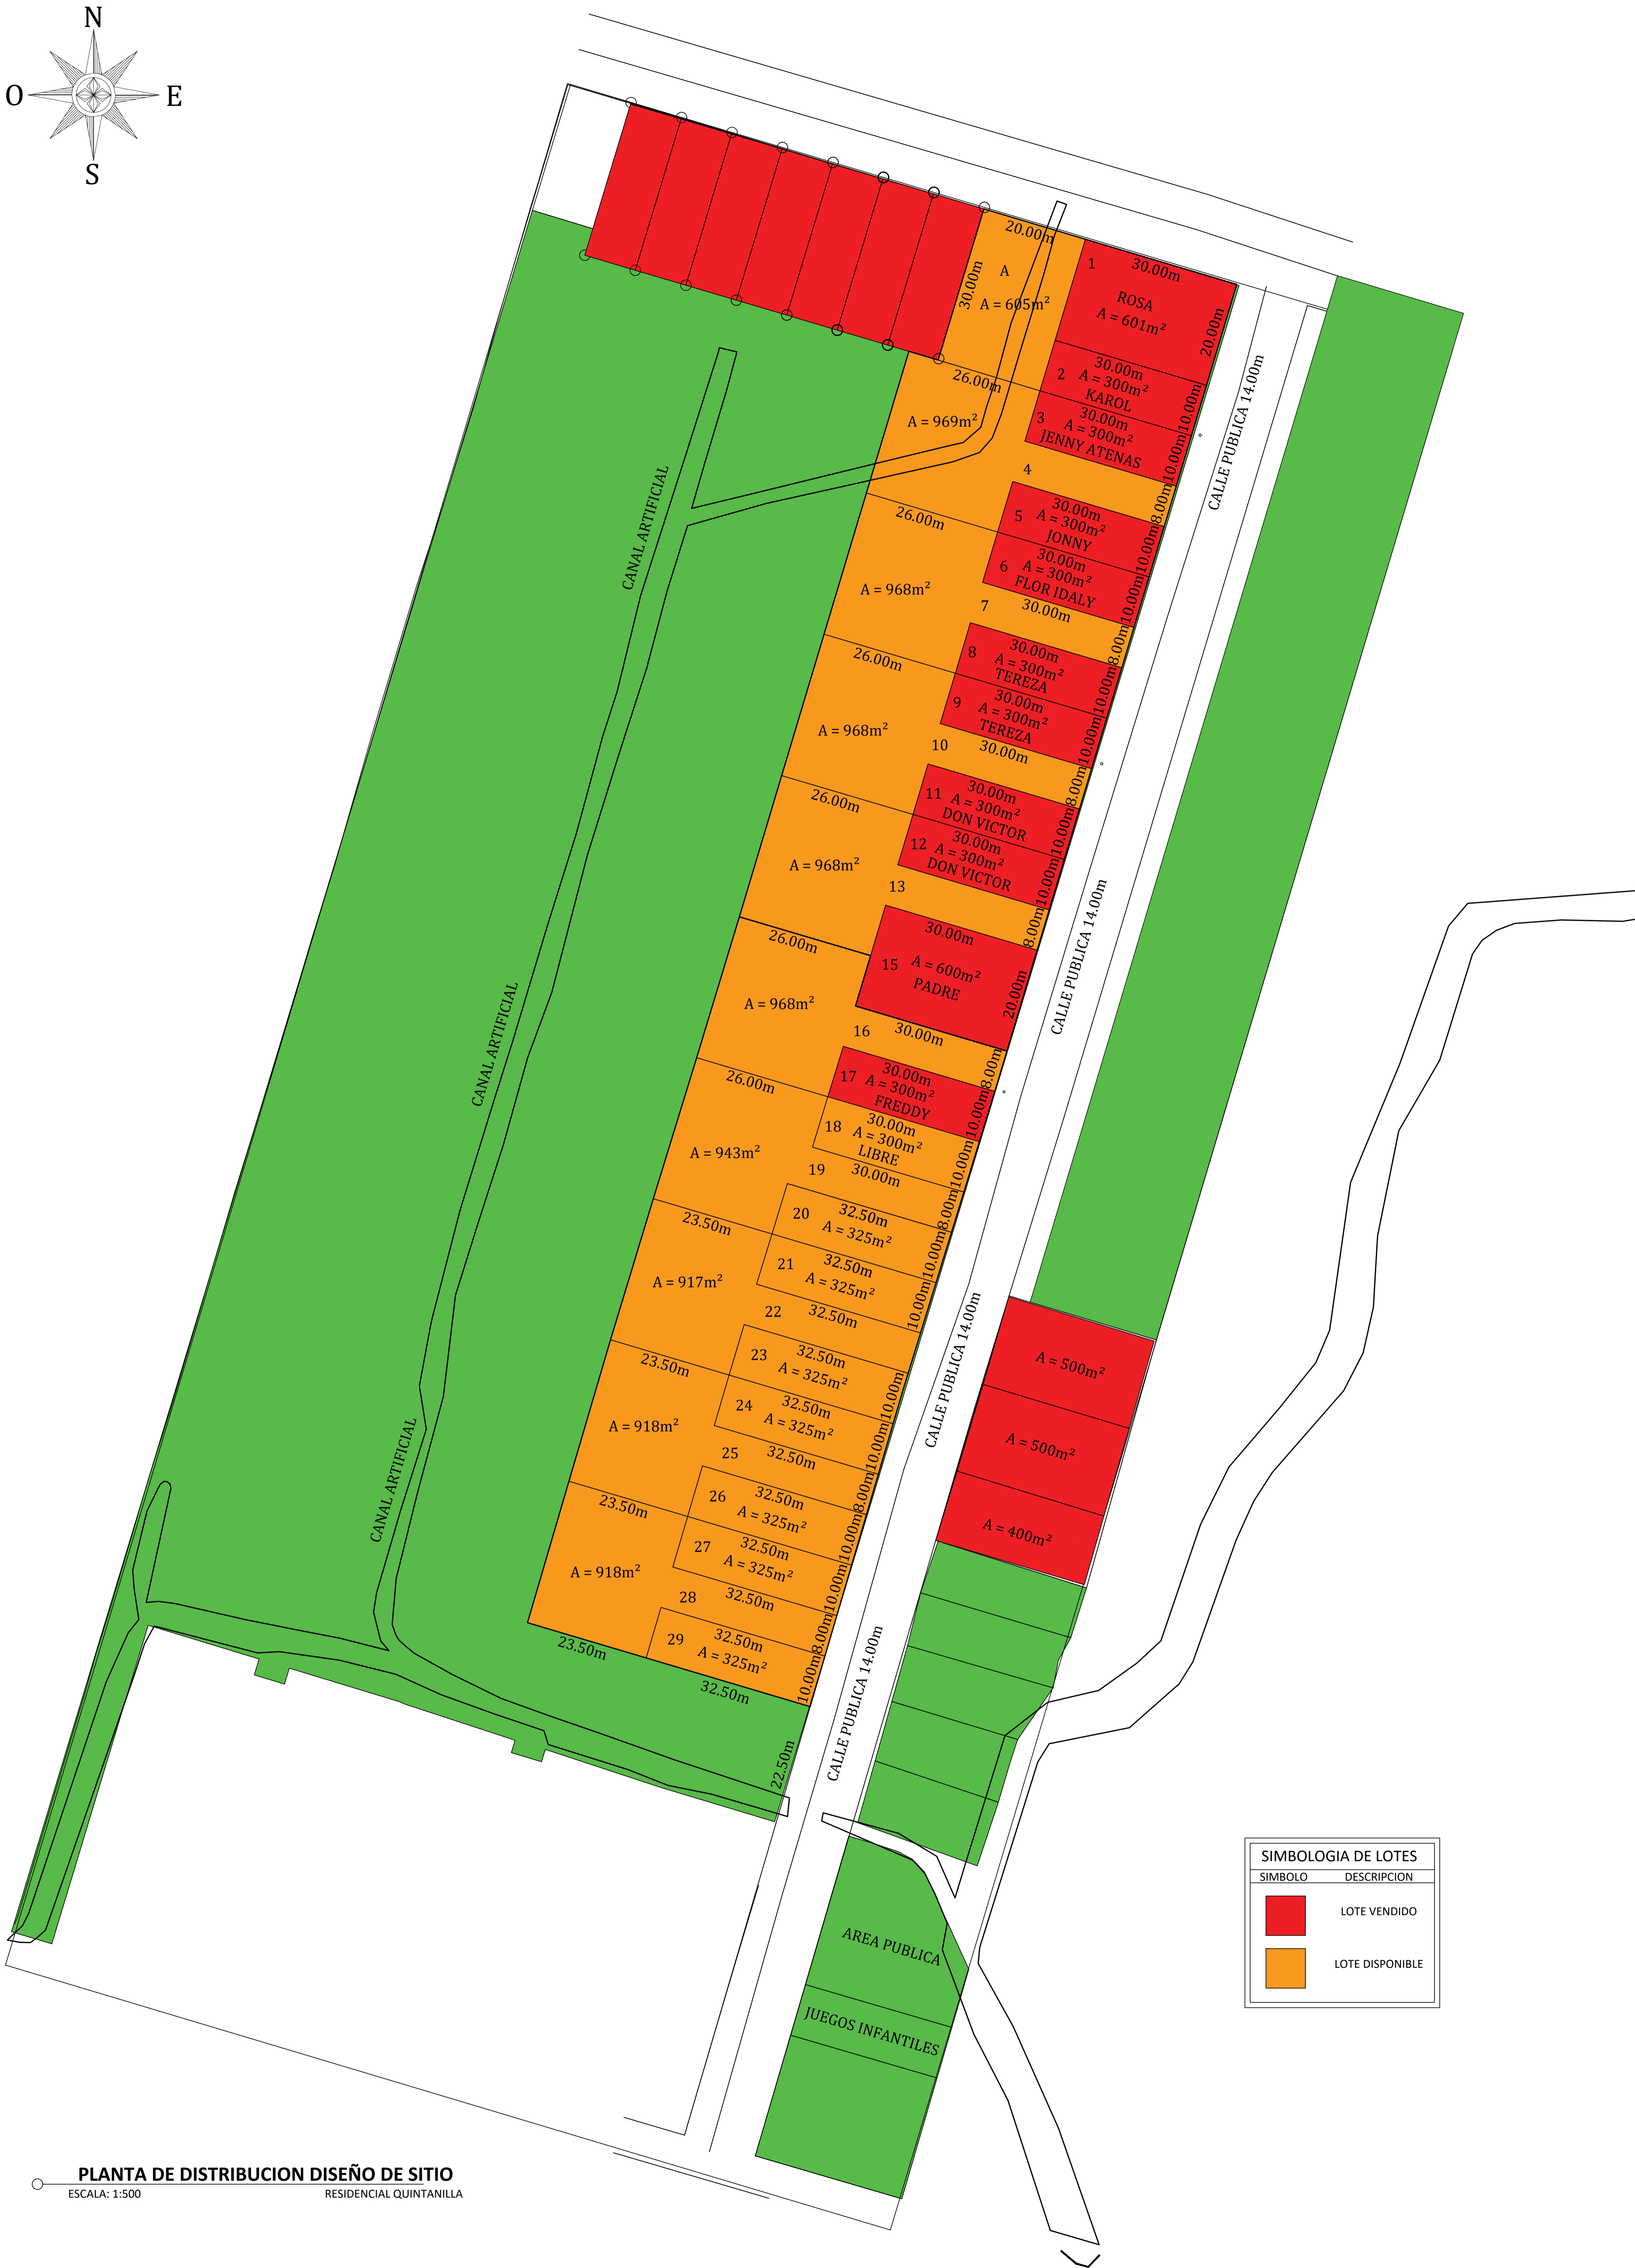 N
O
E
S
20.00m
A
A = 605m²
30.00m
1
30.00m
ROSA
A = 601m²
20.00m
26.00m
A = 969m²
2
30.00m
A = 300m²
KAROL
10.00m
3
30.00m
A = 300m²
JENNY ATENAS
10.00m
4
8.00m
CALLE PUBLICA 14.00m
CANAL ARTIFICIAL
26.00m
A = 968m²
5
30.00m
A = 300m²
JONNY
10.00m
6
30.00m
A = 300m²
FLOR IDALY
10.00m
7
30.00m
8.00m
26.00m
A = 968m²
8
30.00m
A = 300m²
TEREZA
10.00m
9
30.00m
A = 300m²
TEREZA
10.00m
10
30.00m
8.00m
26.00m
A = 968m²
11
30.00m
A = 300m²
DON VICTOR
10.00m
12
30.00m
A = 300m²
DON VICTOR
10.00m
13
8.00m
CALLE PUBLICA 14.00m
26.00m
A = 968m²
15
30.00m
A = 600m²
PADRE
20.00m
16
30.00m
8.00m
CANAL ARTIFICIAL
26.00m
A = 943m²
17
30.00m
A = 300m²
FREDDY
10.00m
18
30.00m
A = 300m²
LIBRE
10.00m
19
30.00m
8.00m
23.50m
A = 917m²
20
32.50m
A = 325m²
10.00m
21
32.50m
A = 325m²
10.00m
22
32.50m
CALLE PUBLICA 14.00m
23.50m
A = 918m²
23
32.50m
A = 325m²
10.00m
24
32.50m
A = 325m²
10.00m
25
32.50m
8.00m
A = 500m²
A = 500m²
A = 400m²
CANAL ARTIFICIAL
23.50m
A = 918m²
26
32.50m
A = 325m²
10.00m
27
32.50m
A = 325m²
10.00m
28
32.50m
8.00m
29
32.50m
A = 325m²
10.00m
23.50m
32.50m
22.50m
CALLE PUBLICA 14.00m
AREA PUBLICA
JUEGOS INFANTILES
SIMBOLOGIA DE LOTES
SIMBOLO DESCRIPCION
LOTE VENDIDO
LOTE DISPONIBLE
PLANTA DE DISTRIBUCION DISEÑO DE SITIO
ESCALA: 1:500 RESIDENCIAL QUINTANILLA